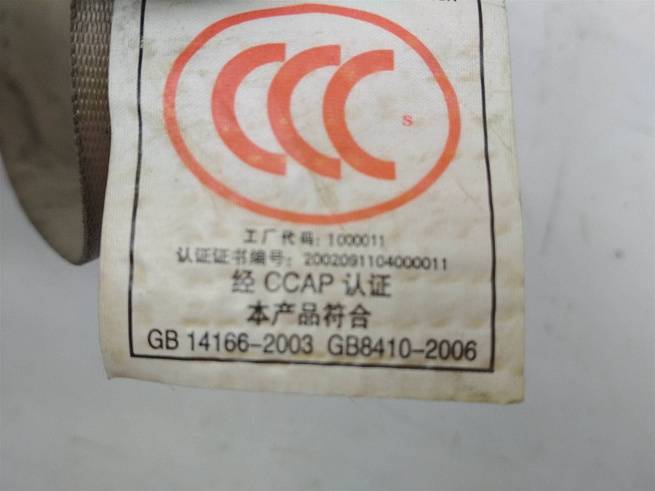 CCC
S
工厂代码: 1000011
认证证书编号: 2002091104000011
经 CCAP 认证
本产品符合
GB 14166-2003 GB8410-2006